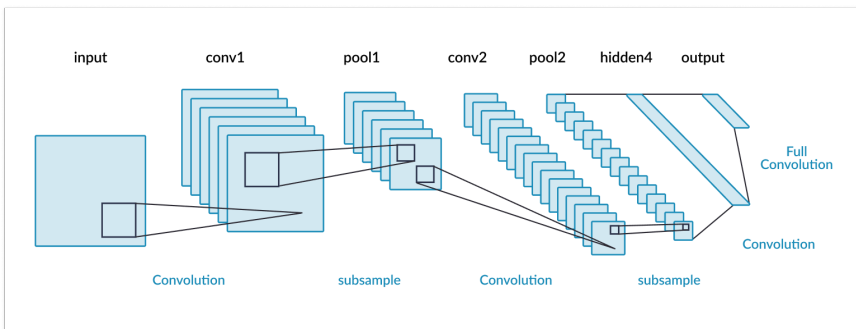 input conv1 pool1 conv2 pool2 hidden4 output
Full
Convolution
Convolution
Convolution subsample Convolution subsample